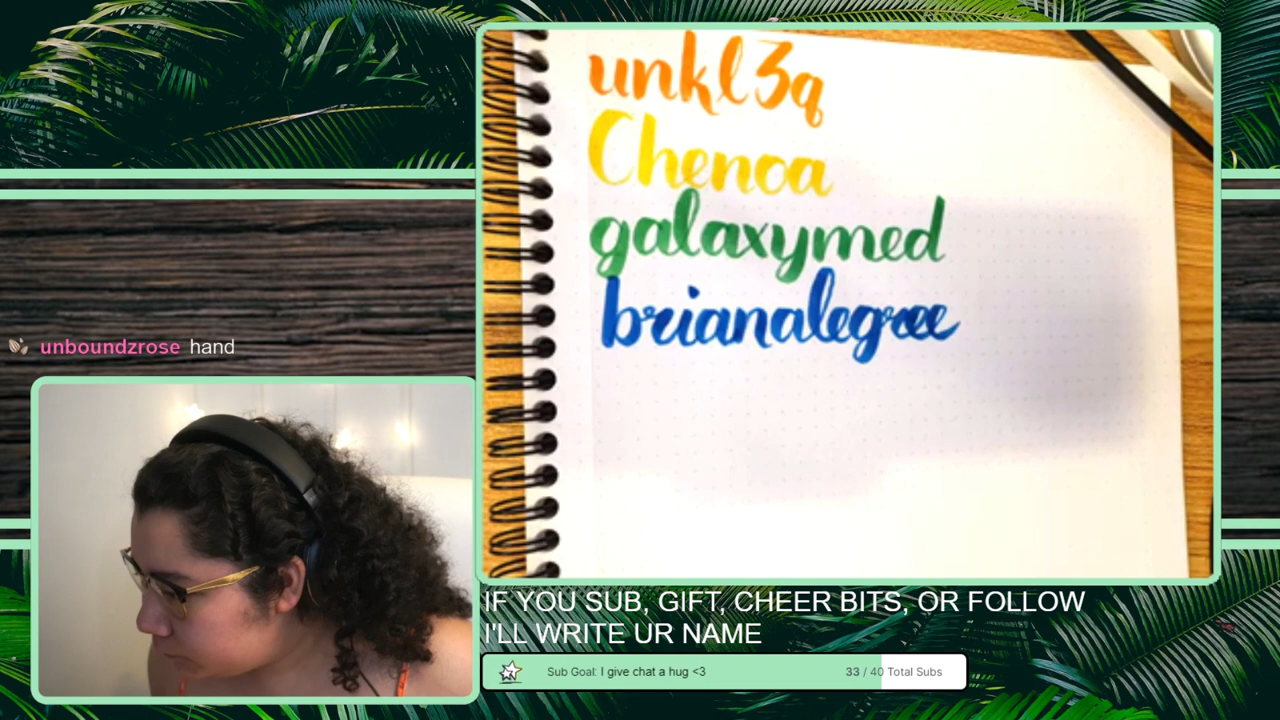 unkl3q
Chenoa
galaxymed
brianalegree
unboundzrose hand
IF YOU SUB, GIFT, CHEER BITS, OR FOLLOW
I'LL WRITE UR NAME
Sub Goal: I give chat a hug <3 33 / 40 Total Subs